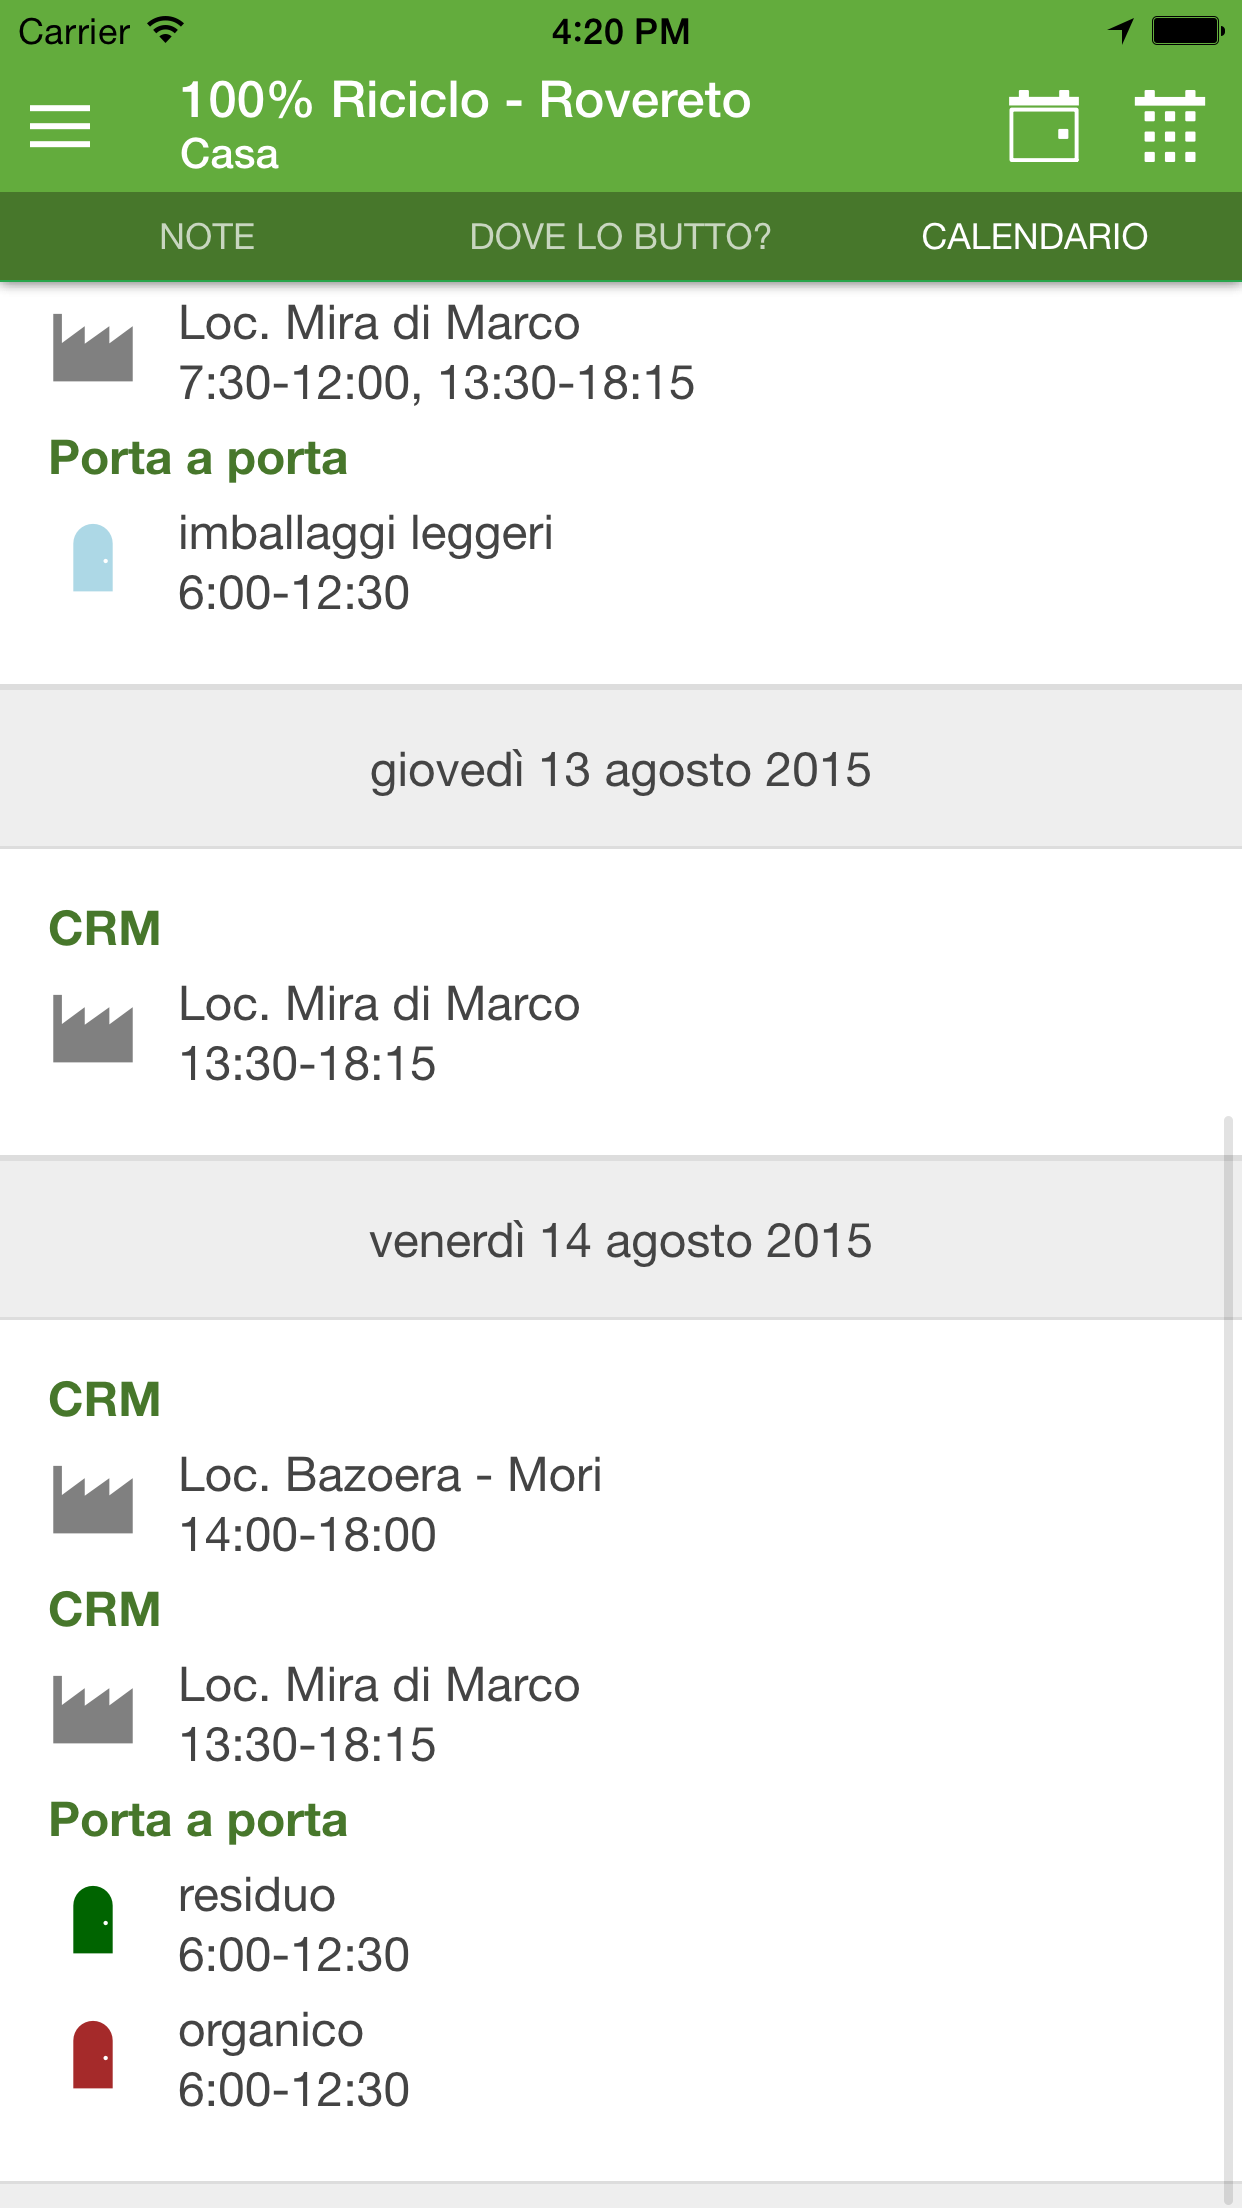 Carrier 4:20 PM
100% Riciclo - Rovereto
Casa
NOTE DOVE LO BUTTO? CALENDARIO
Loc. Mira di Marco
7:30-12:00, 13:30-18:15
Porta a porta
imballaggi leggeri
6:00-12:30
giovedì 13 agosto 2015
CRM
Loc. Mira di Marco
13:30-18:15
venerdì 14 agosto 2015
CRM
Loc. Bazoera - Mori
14:00-18:00
CRM
Loc. Mira di Marco
13:30-18:15
Porta a porta
residuo
6:00-12:30
organico
6:00-12:30